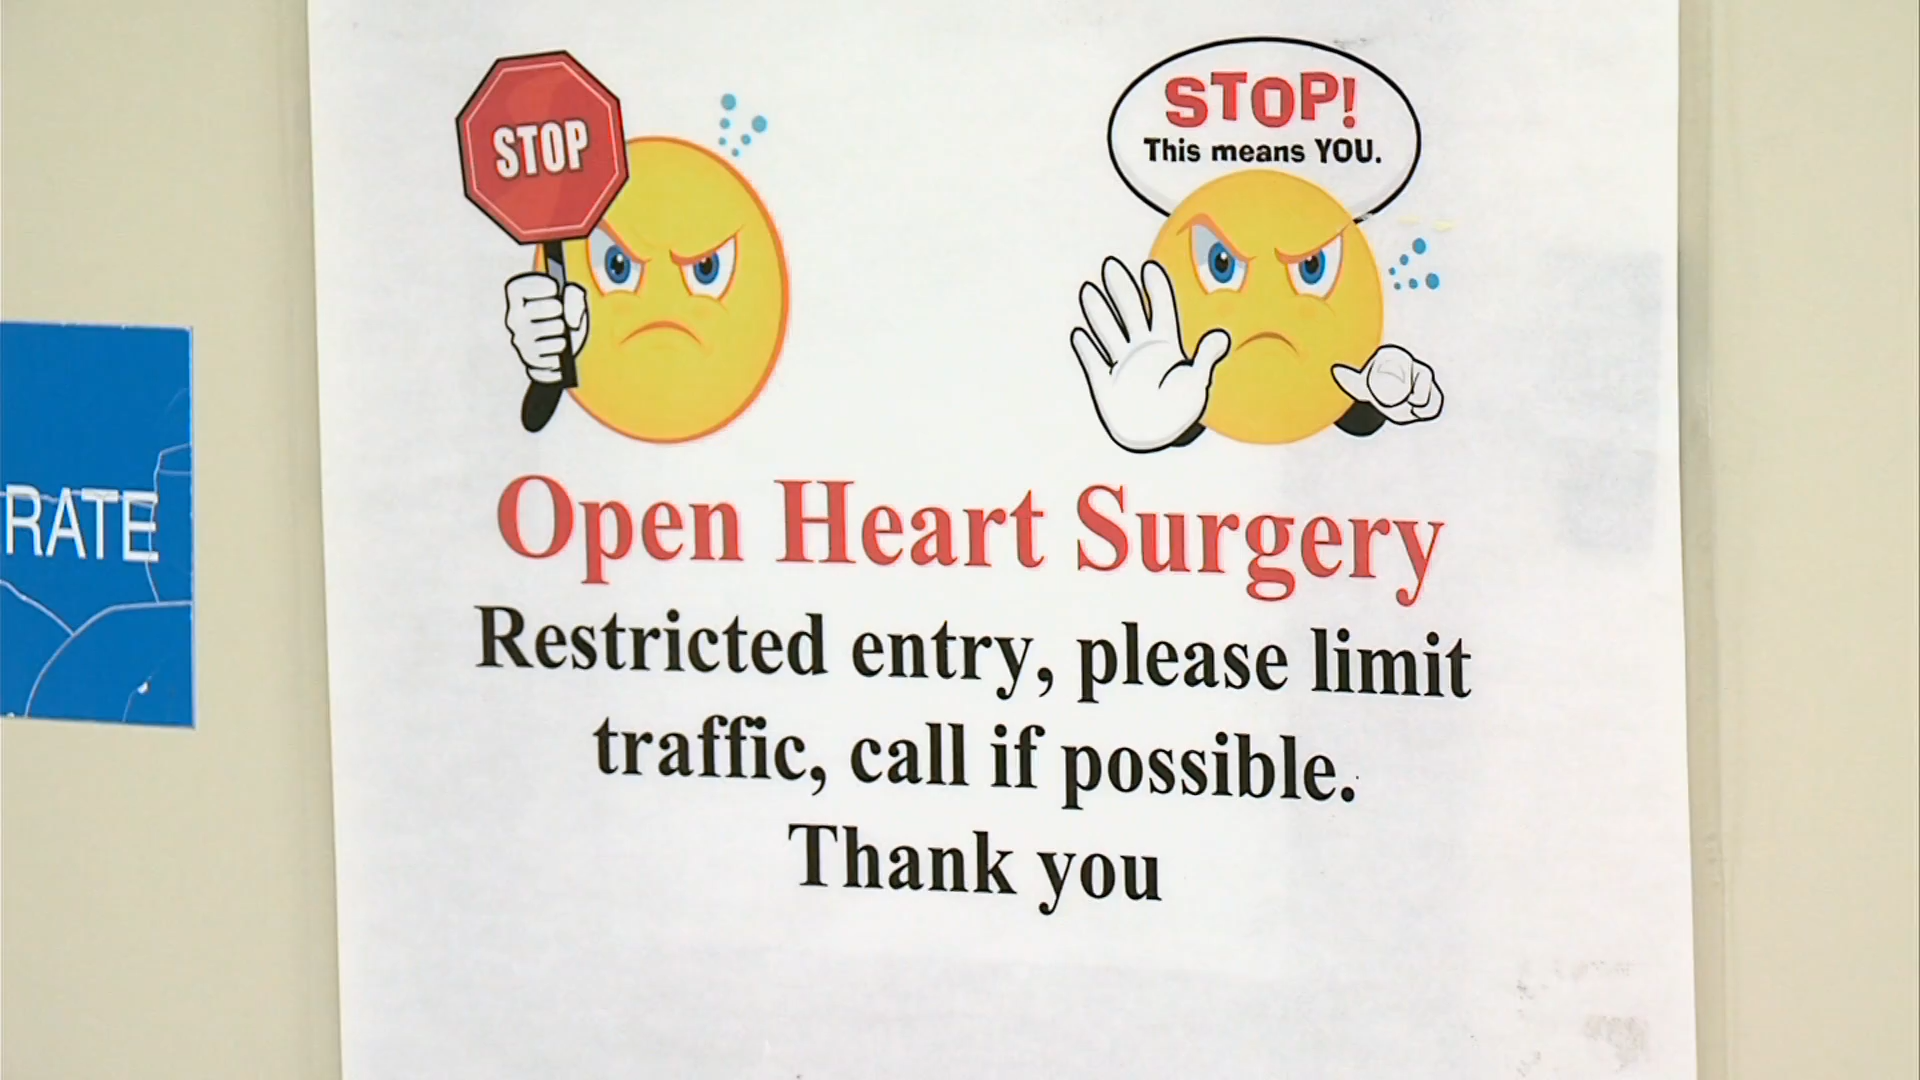 STOP
STOP!
This means YOU.
RATE
Open Heart Surgery
Restricted entry, please limit
traffic, call if possible.
Thank you